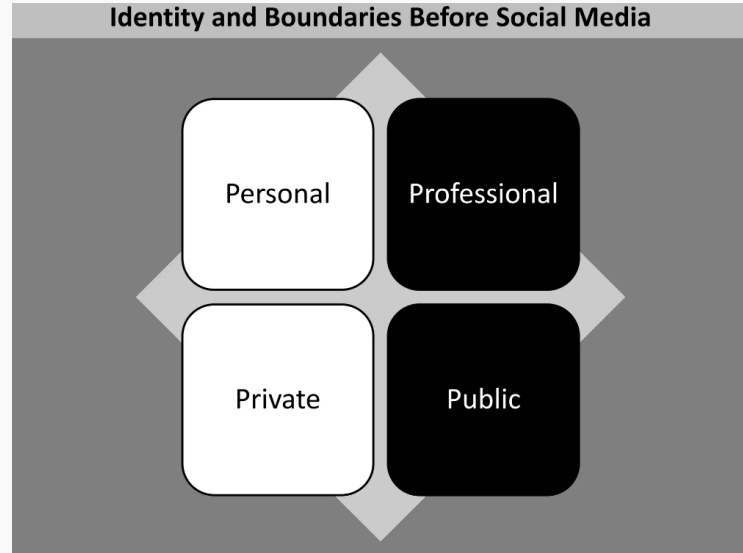 Identity and Boundaries Before Social Media
Personal
Professional
Private
Public